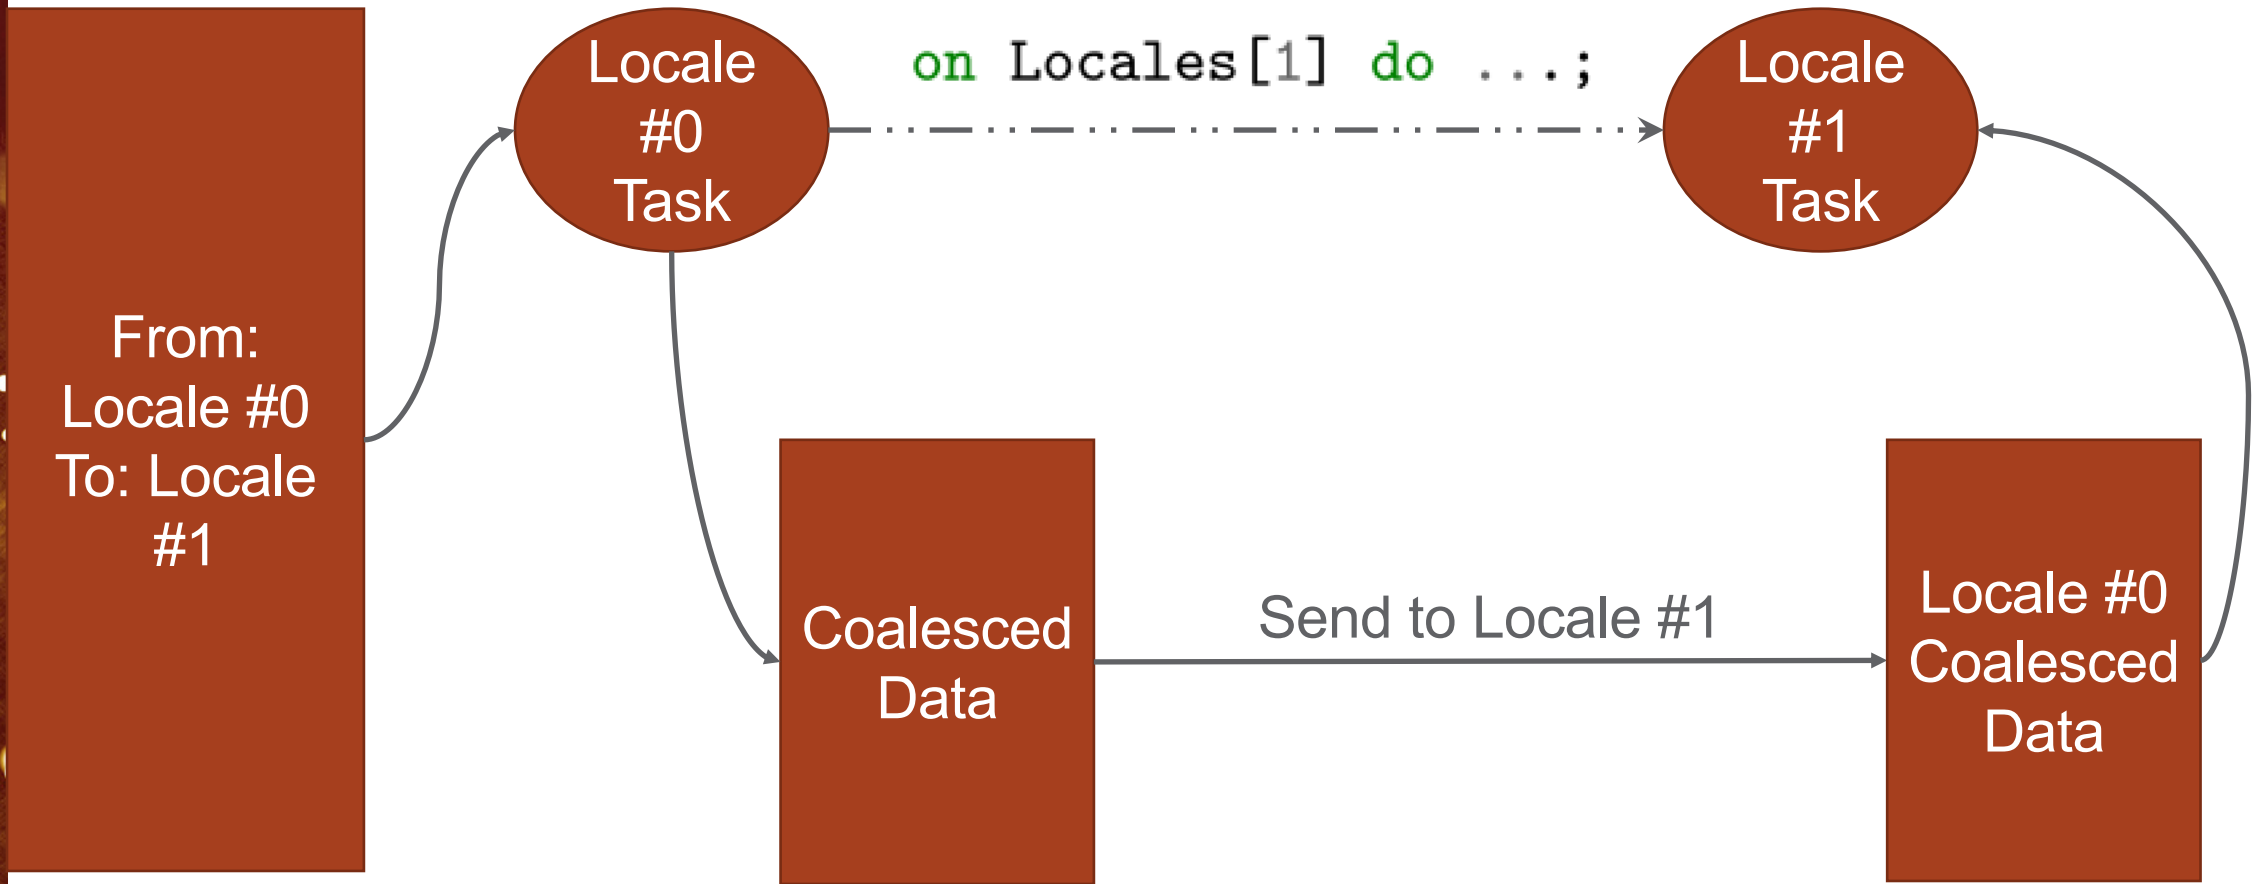 Locale
#0
Task
on Locales[1] do ...;
Locale
#1
Task
From:
Locale #0
To: Locale
#1
Coalesced
Data
Send to Locale #1
Locale #0
Coalesced
Data